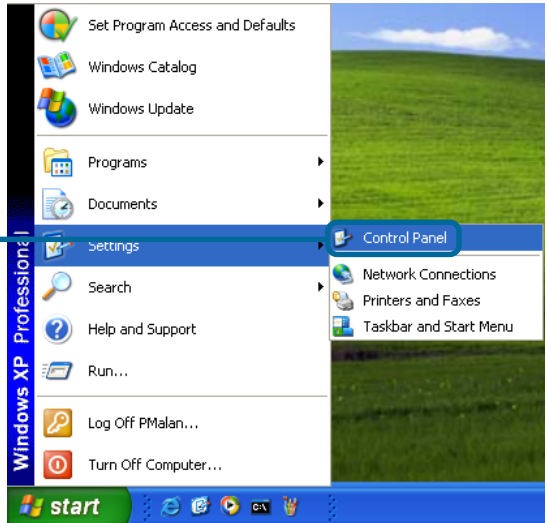 Set Program Access and Defaults
Windows Catalog
Windows Update
Programs
Documents
Settings
Control Panel
Network Connections
Printers and Faxes
Taskbar and Start Menu
Search
Help and Support
Run...
Log Off PMalan...
Turn Off Computer...
Windows XP Professional
start